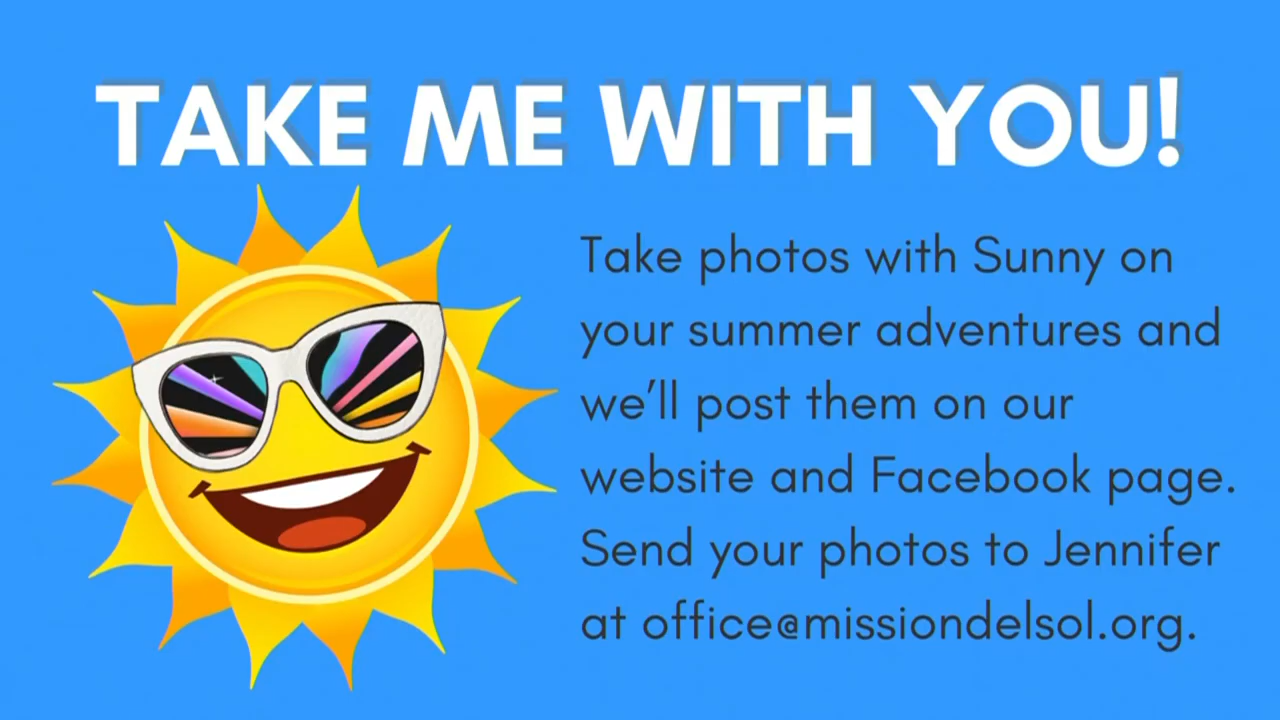 TAKE ME WITH YOU!
Take photos with Sunny on
your summer adventures and
we’ll post them on our
website and Facebook page.
Send your photos to Jennifer
at office@missiondelsol.org.